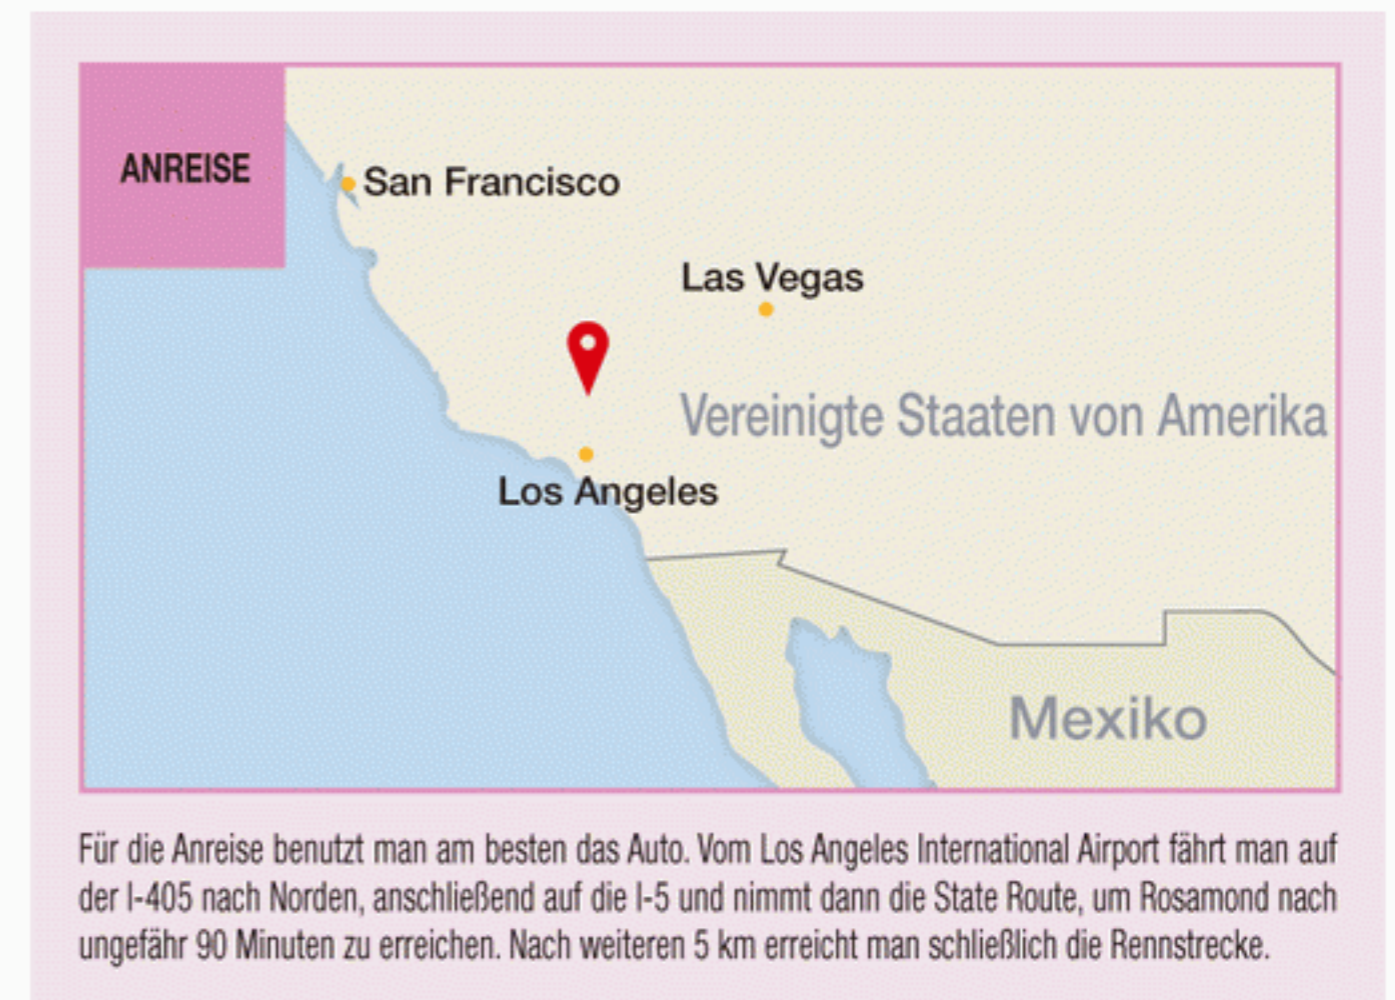 ANREISE
San Francisco
Las Vegas
Vereinigte Staaten von Amerika
Los Angeles
Mexiko
Für die Anreise benutzt man am besten das Auto. Vom Los Angeles International Airport fährt man auf
der I-405 nach Norden, anschließend auf die I-5 und nimmt dann die State Route, um Rosamond nach
ungefähr 90 Minuten zu erreichen. Nach weiteren 5 km erreicht man schließlich die Rennstrecke.